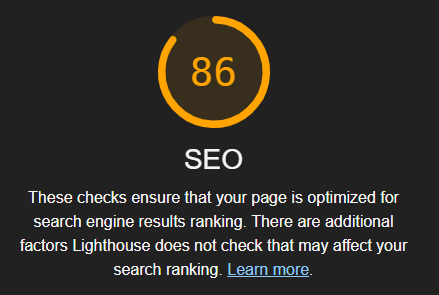 86
SEO
These checks ensure that your page is optimized for
search engine results ranking. There are additional
factors Lighthouse does not check that may affect your
search ranking. Learn more.